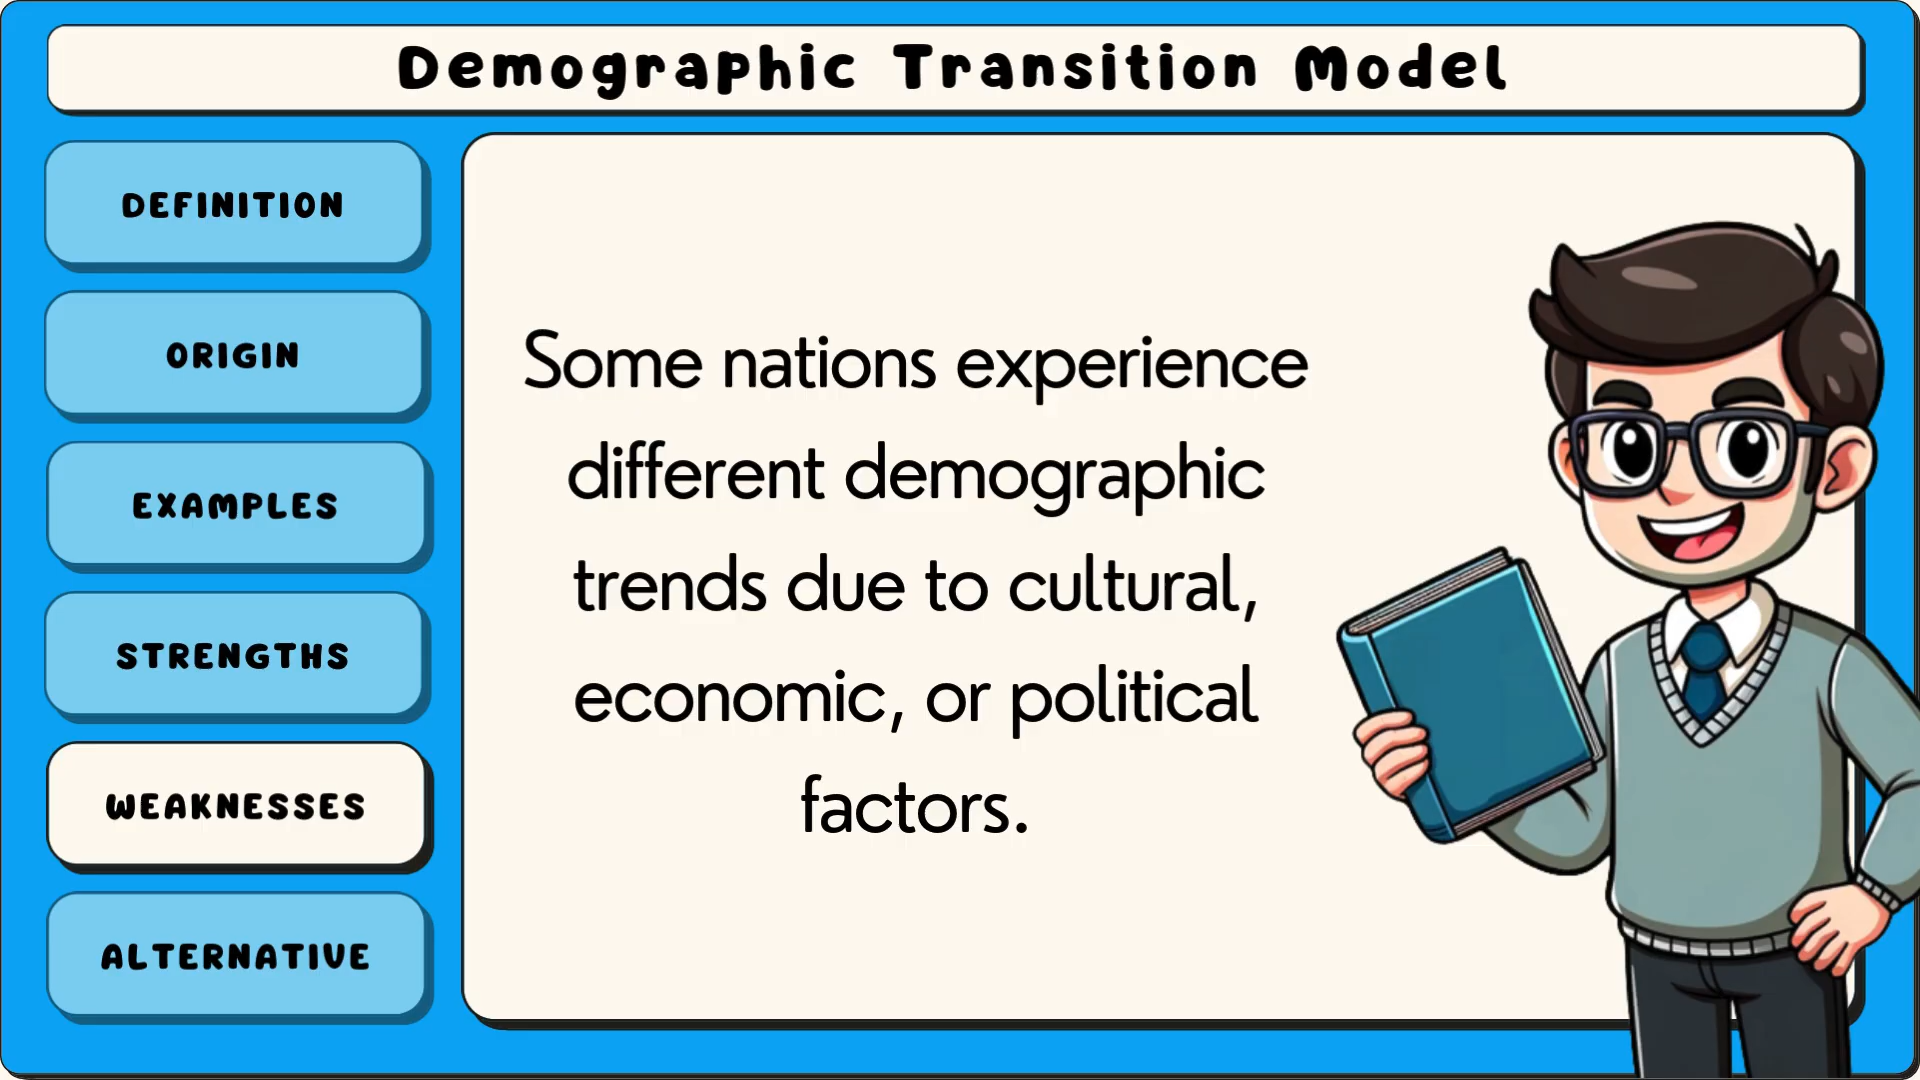 Demographic Transition Model
DEFINITION
ORIGIN
EXAMPLES
STRENGTHS
WEAKNESSES
ALTERNATIVE
Some nations experience
different demographic
trends due to cultural,
economic, or political
factors.